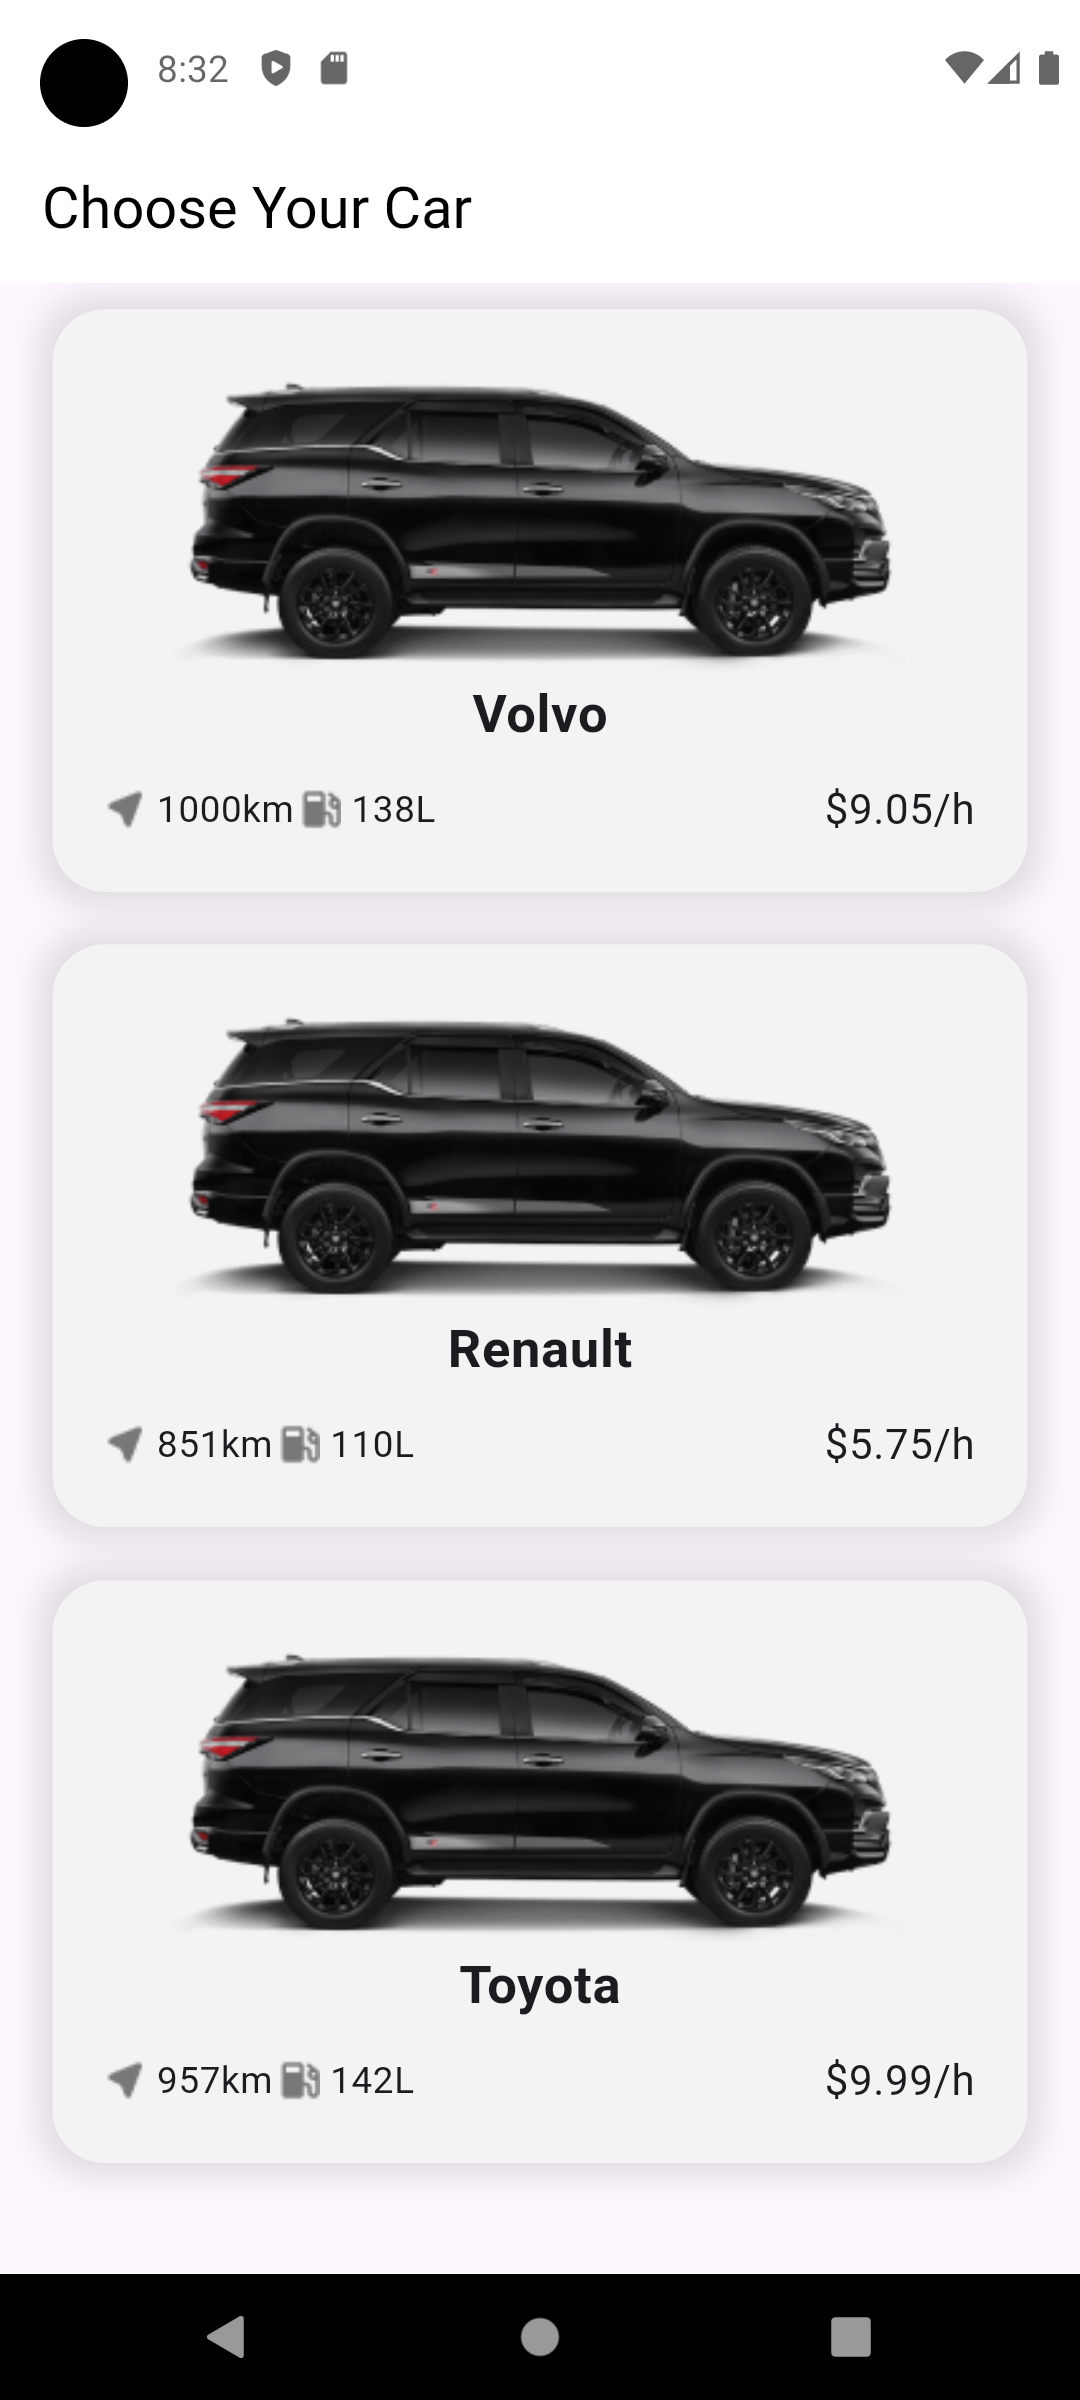 8:32
Choose Your Car
Volvo
1000km 138L $9.05/h
Renault
851km 110L $5.75/h
Toyota
957km 142L $9.99/h